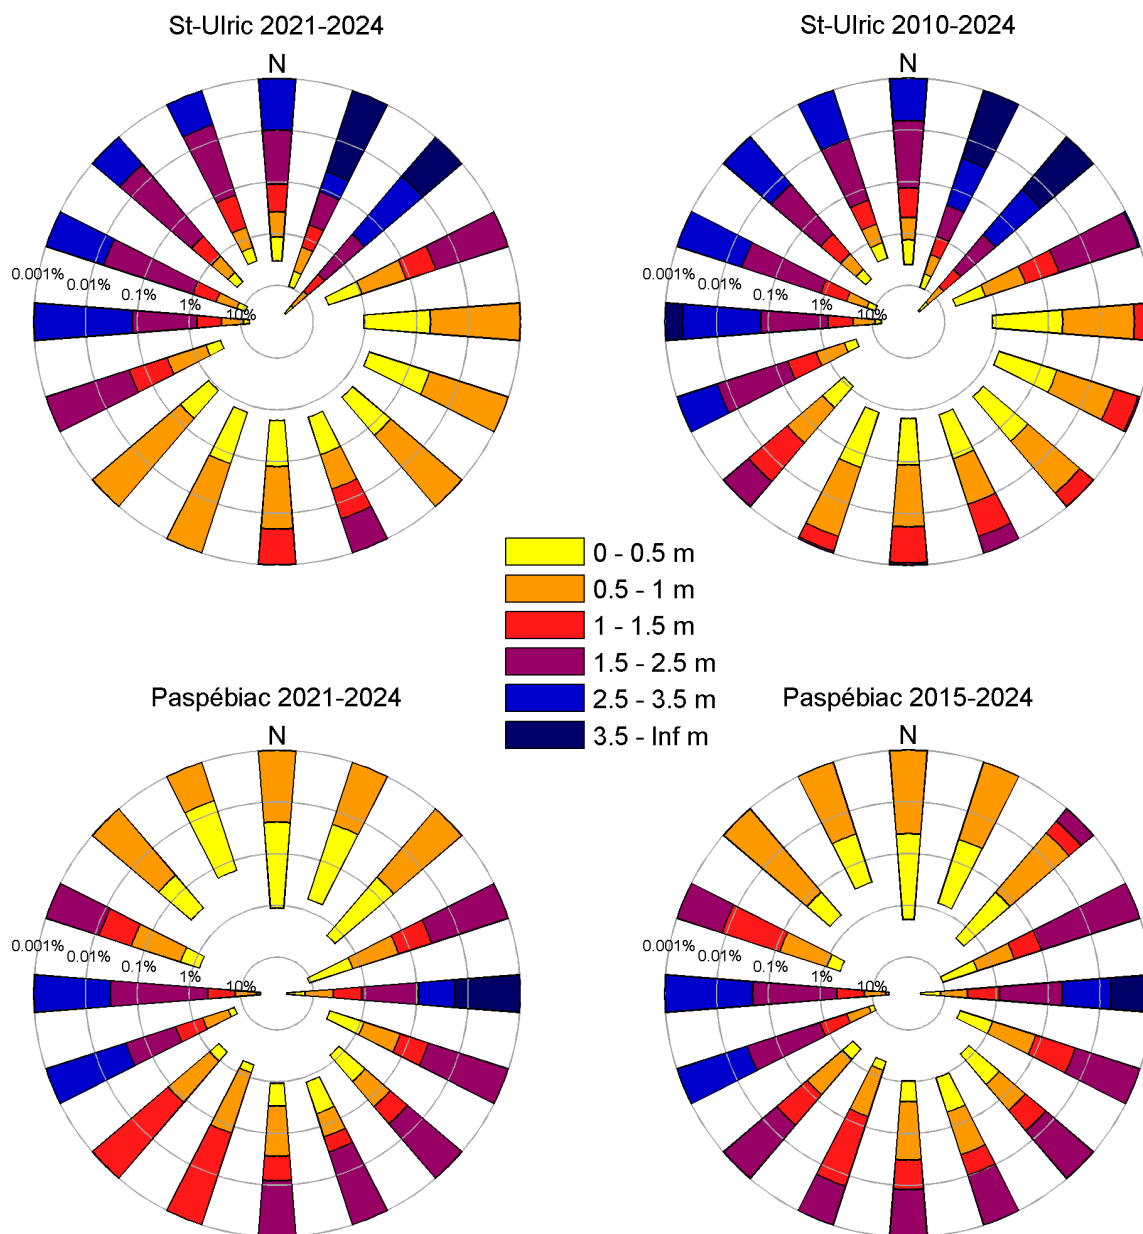 St-Ulric 2021-2024
St-Ulric 2010-2024
N
N
0.001%
0.01%
0.1%
1%
10%
0.001%
0.01%
0.1%
1%
10%
0 - 0.5 m
0.5 - 1 m
1 - 1.5 m
1.5 - 2.5 m
2.5 - 3.5 m
3.5 - Inf m
Paspébiac 2021-2024
Paspébiac 2015-2024
N
N
0.001%
0.01%
0.1%
1%
10%
0.001%
0.01%
0.1%
1%
10%